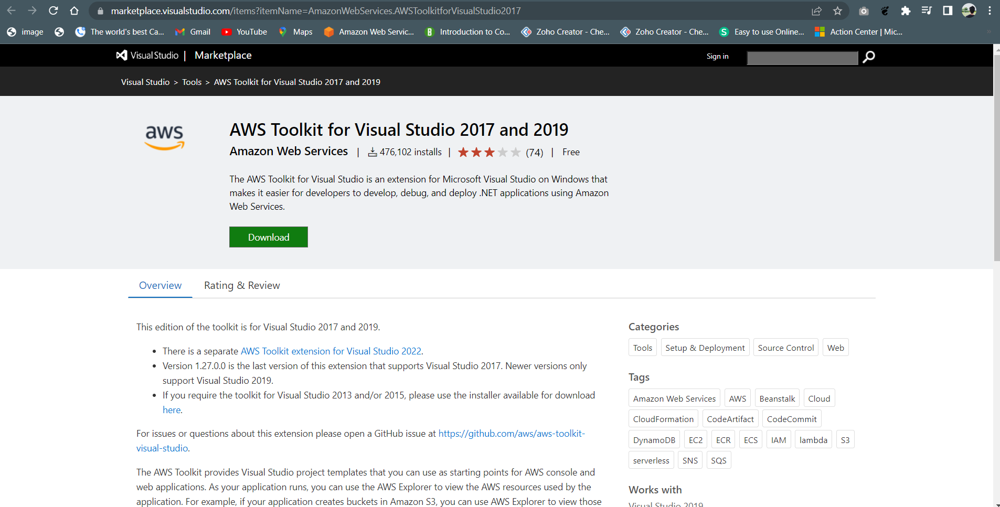 marketplace.visualstudio.com/items?itemName=AmazonWebServices.AWSToolkitforVisualStudio2017
image The world's best Ca... Gmail YouTube Maps Amazon Web Servic... Introduction to Co... Zoho Creator - Che... Zoho Creator - Che... Easy to use Online... Action Center | Mic... »
Visual Studio | Marketplace Sign in
Visual Studio > Tools > AWS Toolkit for Visual Studio 2017 and 2019
aws
AWS Toolkit for Visual Studio 2017 and 2019
Amazon Web Services | 476,102 installs | (74) | Free
The AWS Toolkit for Visual Studio is an extension for Microsoft Visual Studio on Windows that
makes it easier for developers to develop, debug, and deploy .NET applications using Amazon
Web Services.
Download
Overview Rating & Review
This edition of the toolkit is for Visual Studio 2017 and 2019.
• There is a separate AWS Toolkit extension for Visual Studio 2022.
• Version 1.27.0.0 is the last version of this extension that supports Visual Studio 2017. Newer versions only
support Visual Studio 2019.
• If you require the toolkit for Visual Studio 2013 and/or 2015, please use the installer available for download
here.
For issues or questions about this extension please open a GitHub issue at https://github.com/aws/aws-toolkit-
visual-studio.
The AWS Toolkit provides Visual Studio project templates that you can use as starting points for AWS console and
web applications. As your application runs, you can use the AWS Explorer to view the AWS resources used by the
application. For example, if your application creates buckets in Amazon S3, you can use AWS Explorer to view those
Categories
Tools Setup & Deployment Source Control Web
Tags
Amazon Web Services AWS Beanstalk Cloud
CloudFormation CodeArtifact CodeCommit
DynamoDB EC2 ECR ECS IAM lambda S3
serverless SNS SQS
Works with
Visual Studio 2019